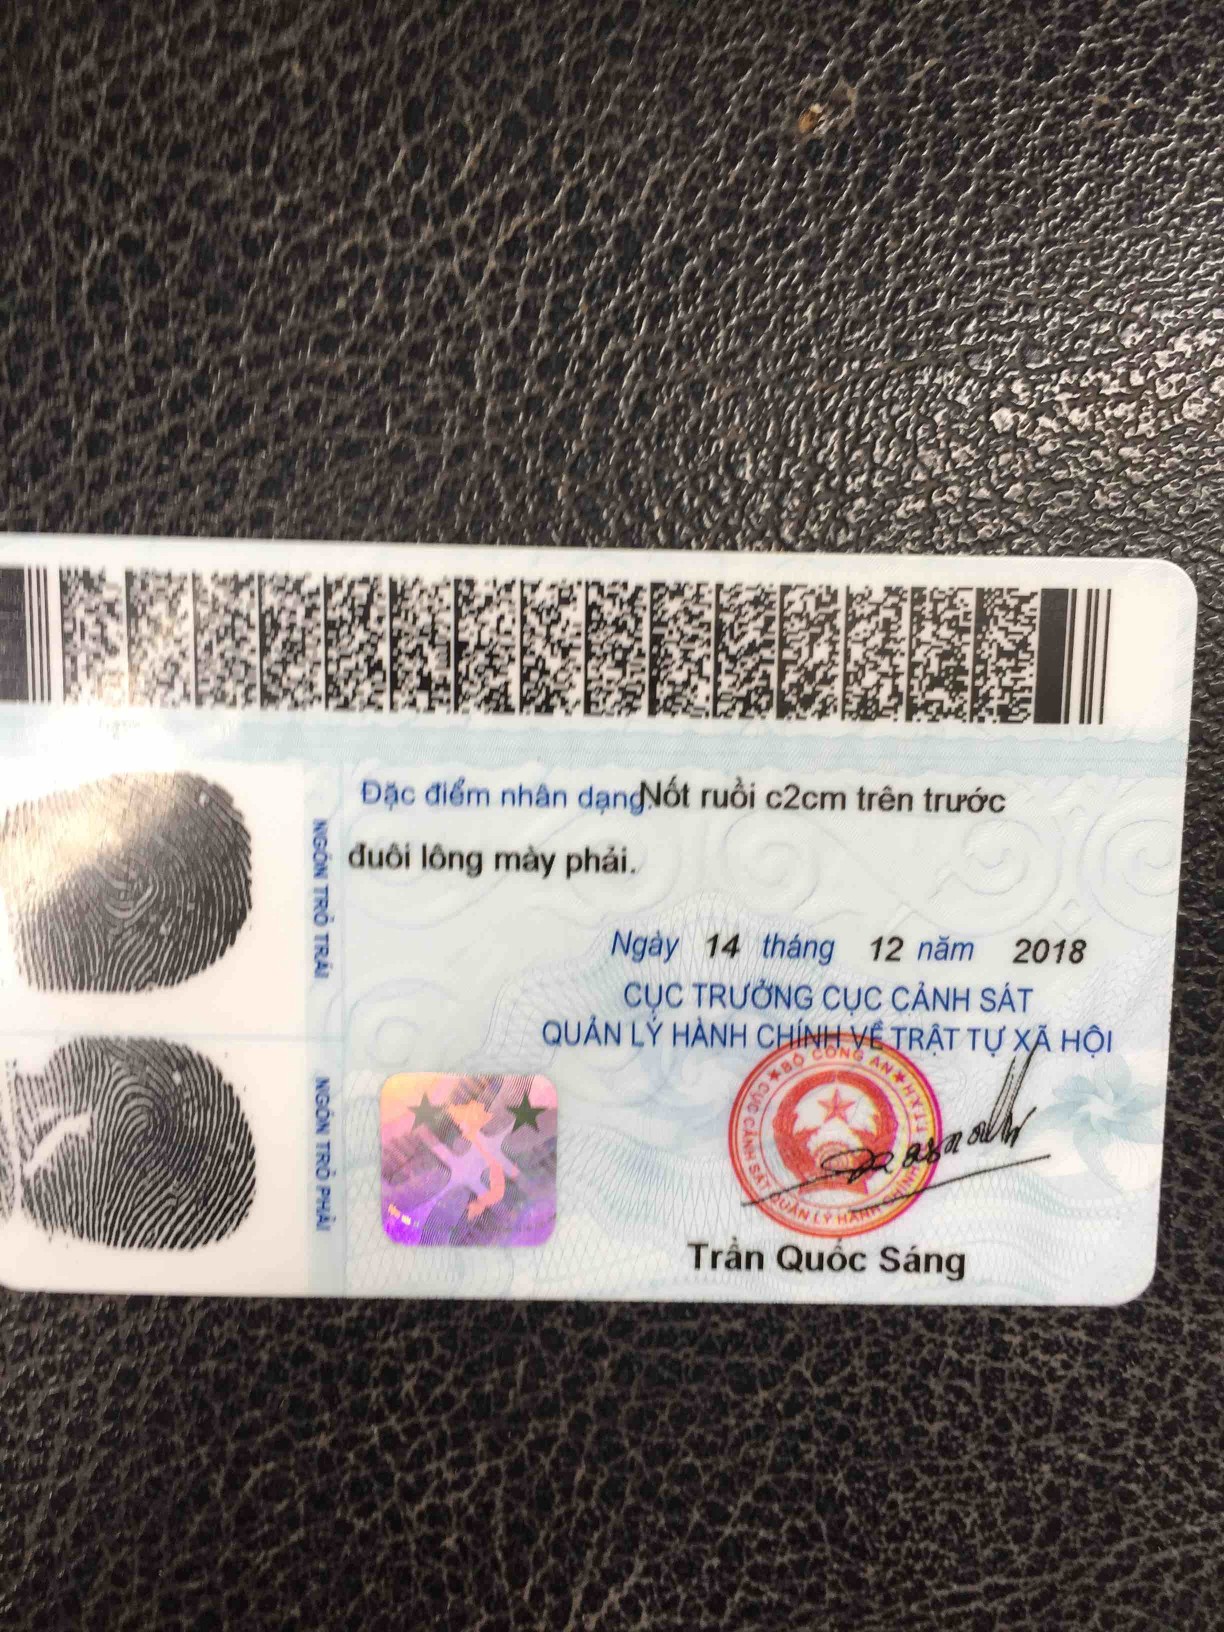 Đặc điểm nhân dạng Nốt ruồi c2cm trên trước
đuôi lông mày phải.
NGÓN TRỎ TRÁI
Ngày 14 tháng 12 năm 2018
CỤC TRƯỞNG CỤC CẢNH SÁT
QUẢN LÝ HÀNH CHÍNH VỀ TRẬT TỰ XÃ HỘI
NGÓN TRỎ PHẢI
BỘ CÔNG AN
CỤC CẢNH SÁT QUẢN LÝ HÀNH CHÍNH
Trần Quốc Sáng